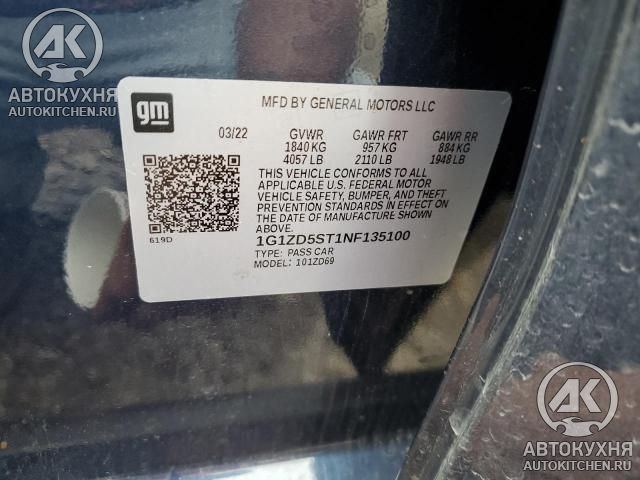 AK
АВТОКУХНЯ
AUTOKITCHEN.RU
gm
MFD BY GENERAL MOTORS LLC
03/22 GVWR GAWR FRT GAWR RR
1840 KG 957 KG 884 KG
4057 LB 2110 LB 1948 LB
THIS VEHICLE CONFORMS TO ALL
APPLICABLE U.S. FEDERAL MOTOR
VEHICLE SAFETY, BUMPER, AND THEFT
PREVENTION STANDARDS IN EFFECT
ON THE DATE OF MANUFACTURE SHOWN
ABOVE.
619D
1G1ZD5ST1NF135100
TYPE: PASS CAR
MODEL: 101ZD69
AK
АВТОКУХНЯ
AUTOKITCHEN.RU